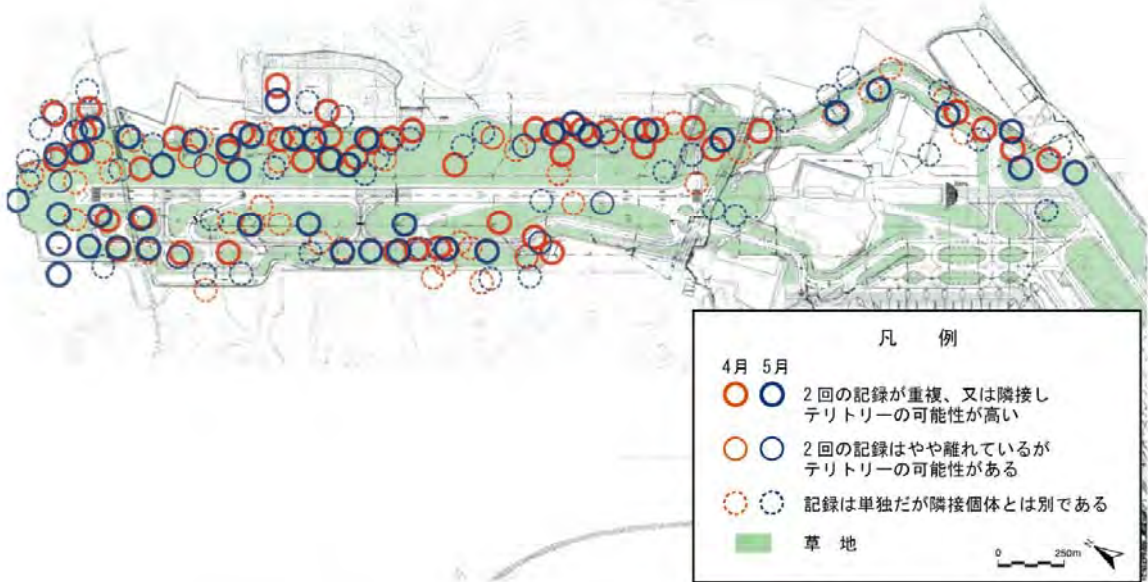 凡 例
4月 5月
2回の記録が重複、又は隣接し
テリトリーの可能性が高い
2回の記録はやや離れているが
テリトリーの可能性がある
記録は単独だが隣接個体とは別である
草 地
0 250m
N